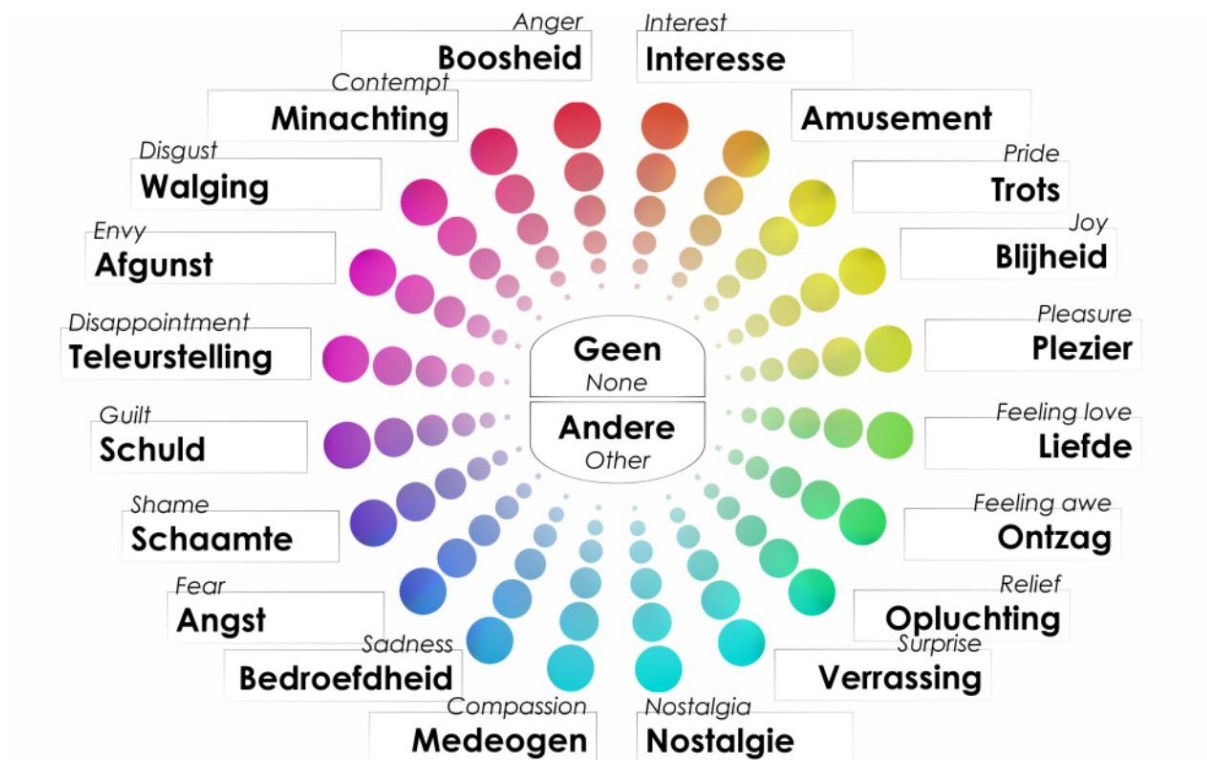 Anger
Boosheid
Interest
Interesse
Contempt
Minachting
Amusement
Disgust
Walging
Pride
Trots
Envy
Afgunst
Joy
Blijheid
Disappointment
Teleurstelling
Pleasure
Plezier
Geen
None
Andere
Other
Guilt
Schuld
Feeling love
Liefde
Shame
Schaamte
Feeling awe
Ontzag
Fear
Angst
Relief
Opluchting
Sadness
Bedroefdheid
Surprise
Verrassing
Compassion
Medeogen
Nostalgia
Nostalgie